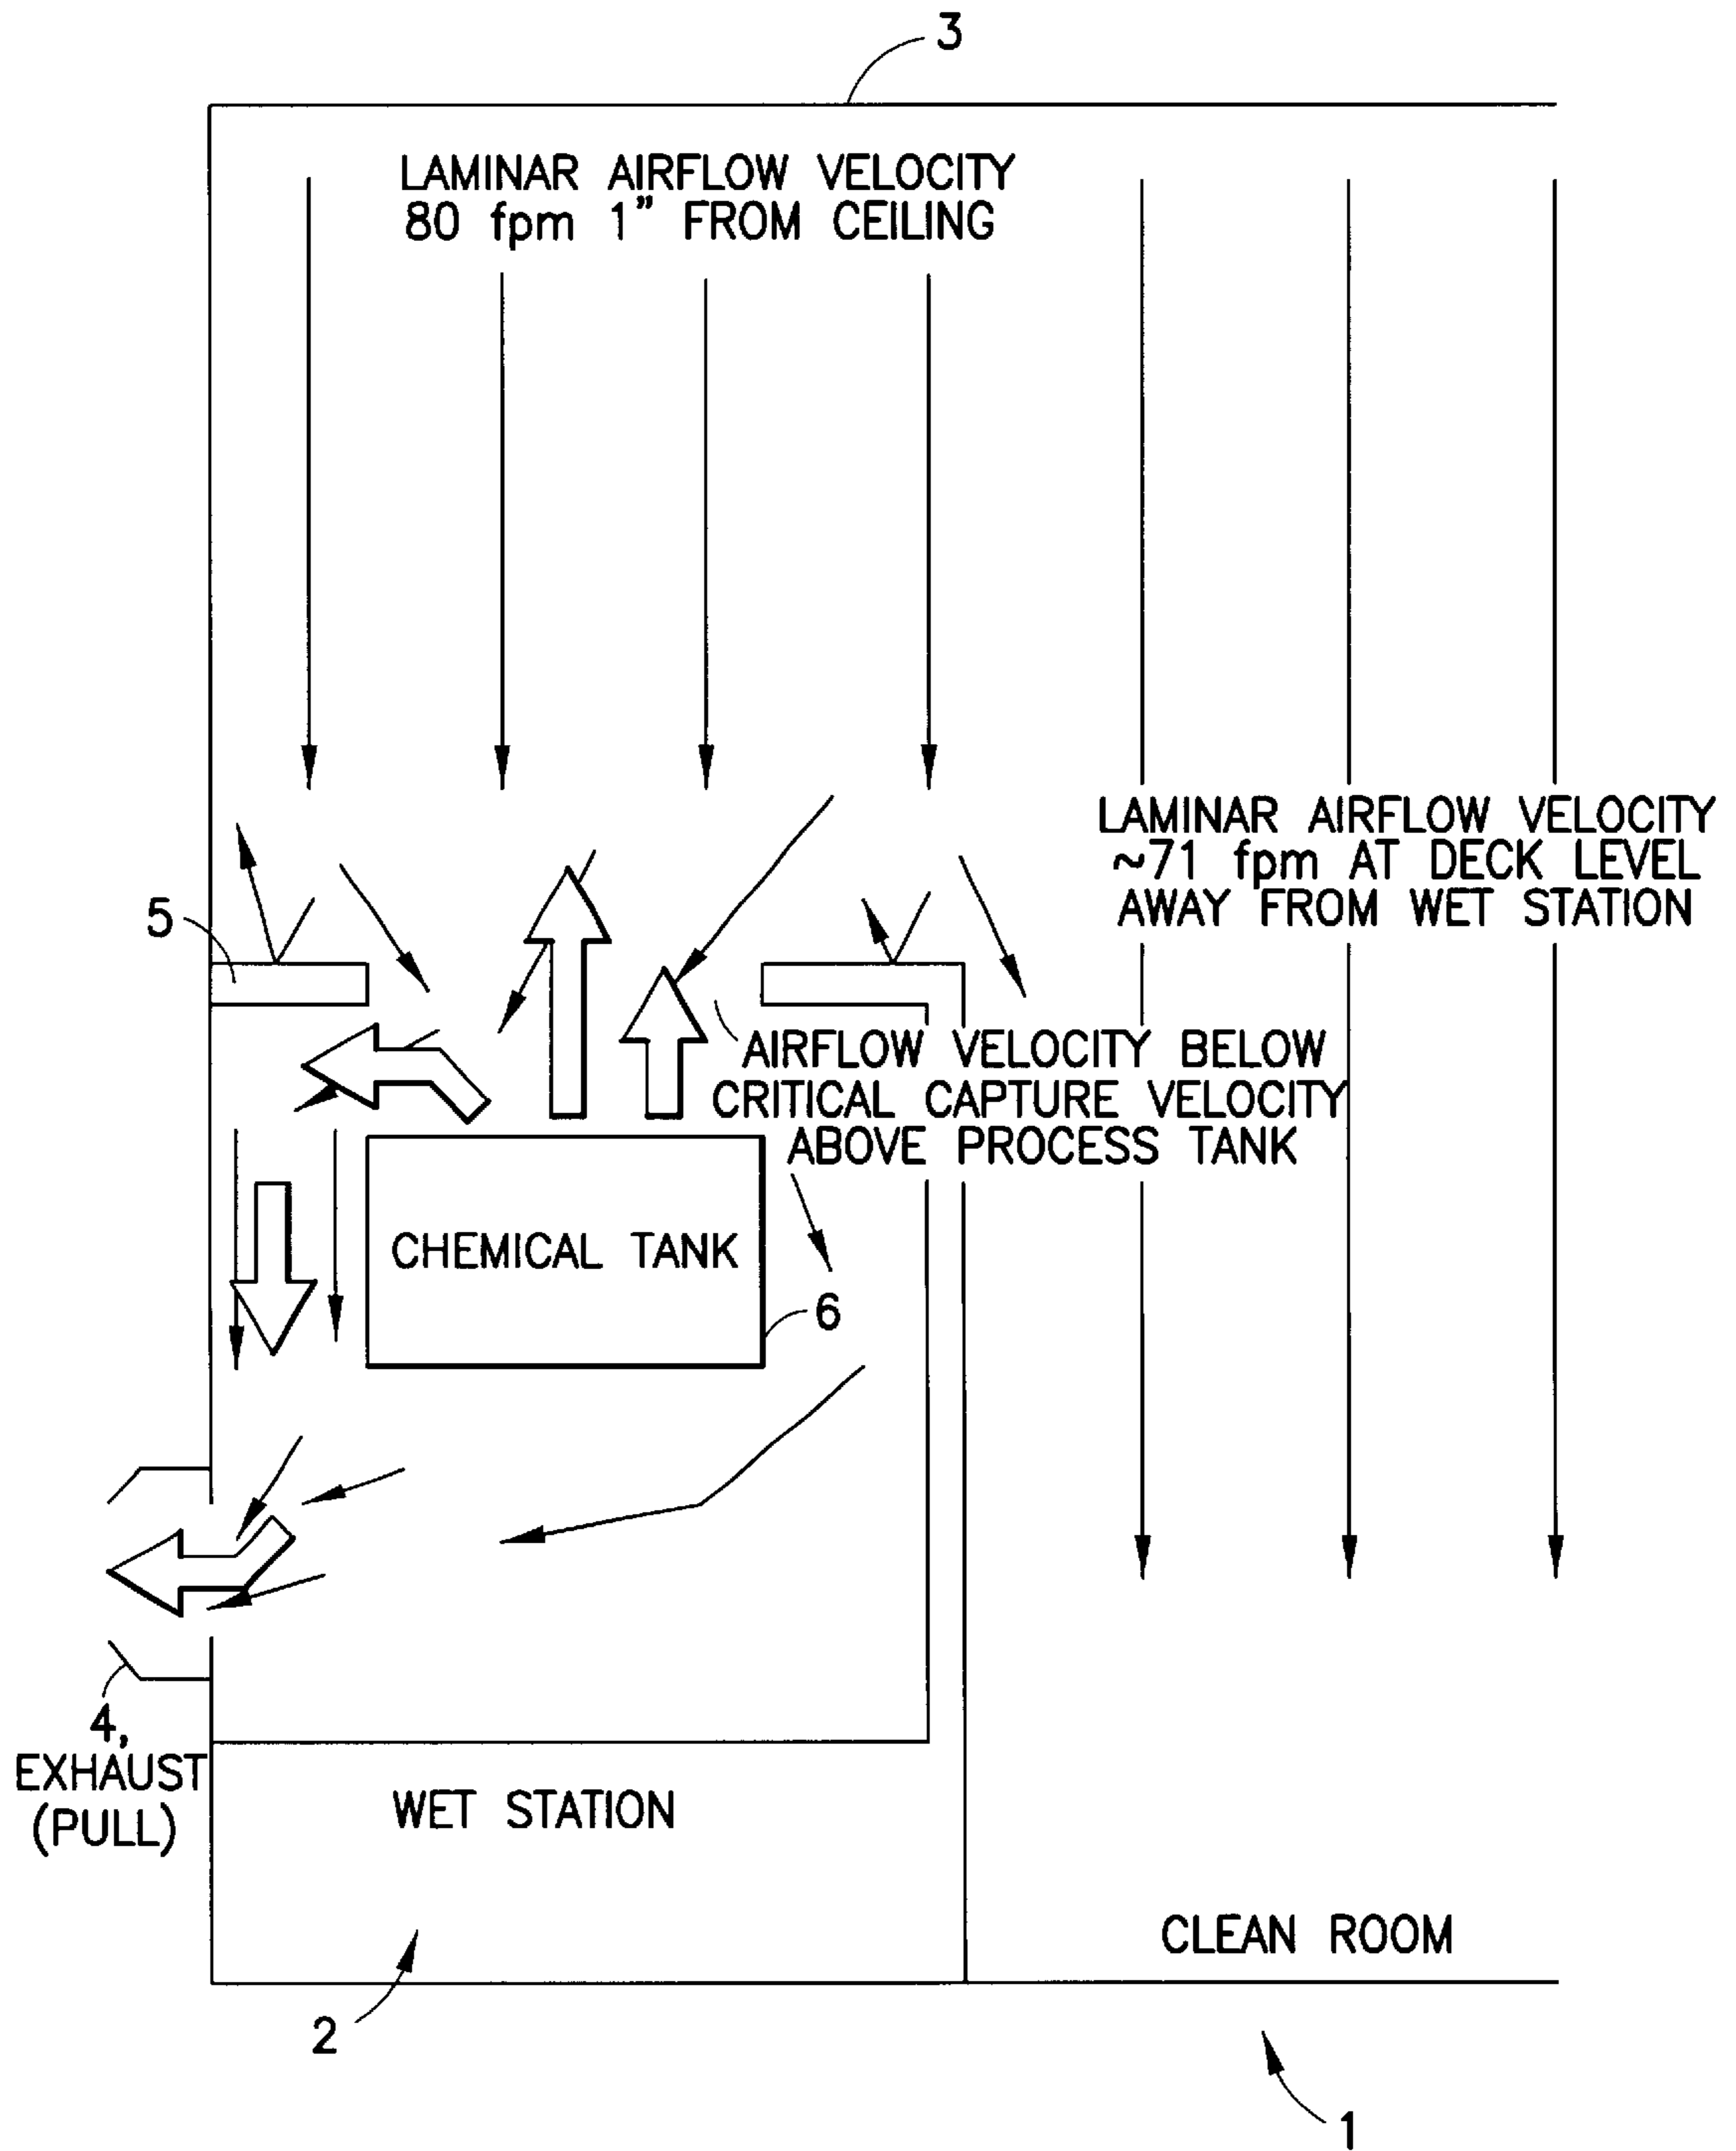 3
LAMINAR AIRFLOW VELOCITY
80 fpm 1" FROM CEILING
LAMINAR AIRFLOW VELOCITY
~71 fpm AT DECK LEVEL
AWAY FROM WET STATION
5
AIRFLOW VELOCITY BELOW
CRITICAL CAPTURE VELOCITY
ABOVE PROCESS TANK
CHEMICAL TANK
6
4,
EXHAUST
(PULL)
WET STATION
CLEAN ROOM
2
1